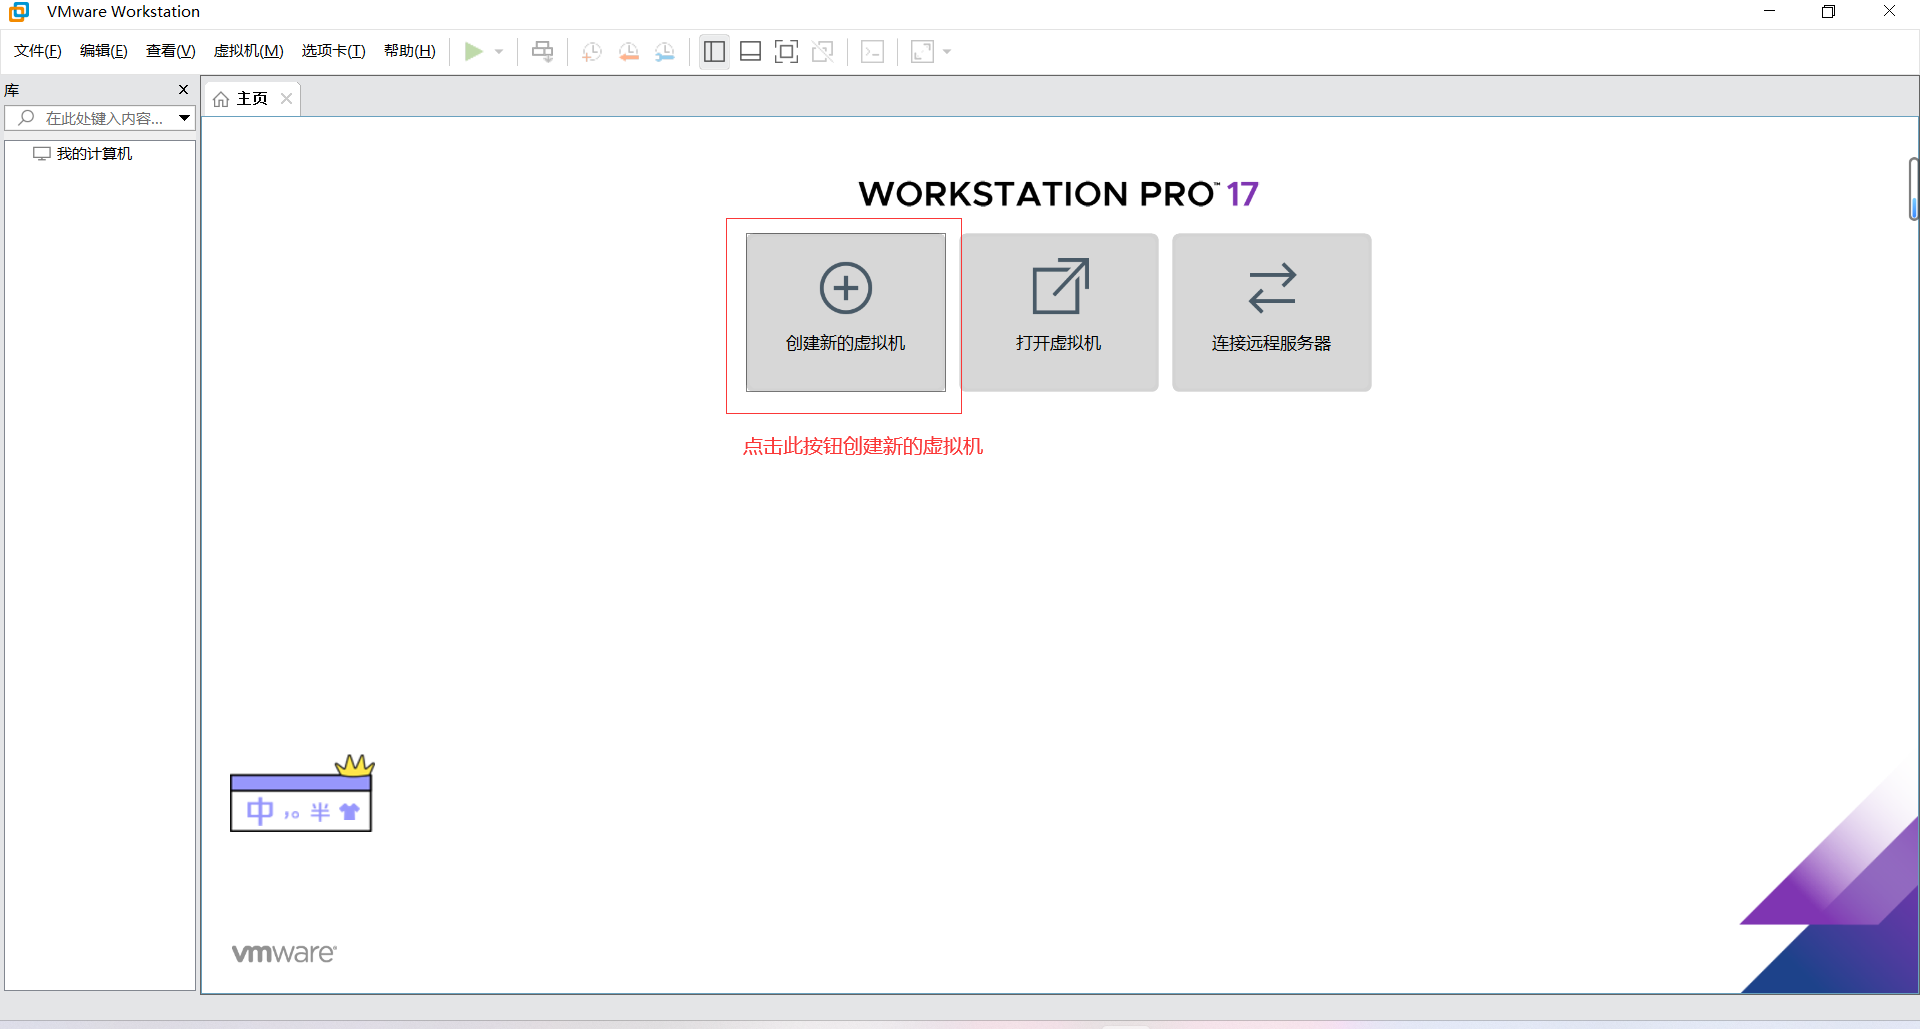 VMware Workstation
文件(F) 编辑(E) 查看(V) 虚拟机(M) 选项卡(T) 帮助(H)
库
主页
在此处键入内容...
我的计算机
WORKSTATION PRO™ 17
创建新的虚拟机 打开虚拟机 连接远程服务器
点击此按钮创建新的虚拟机
中 ，。 半
vmware®